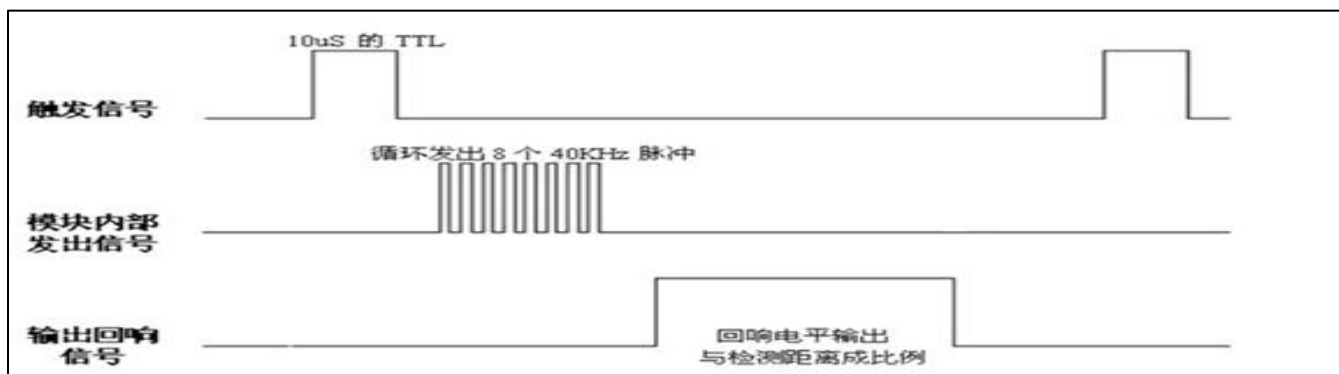 10uS 的 TTL
触发信号
循环发出 8 个 40KHz 脉冲
模块内部
发出信号
输出回响
信号
回响电平输出
与检测距离成比例